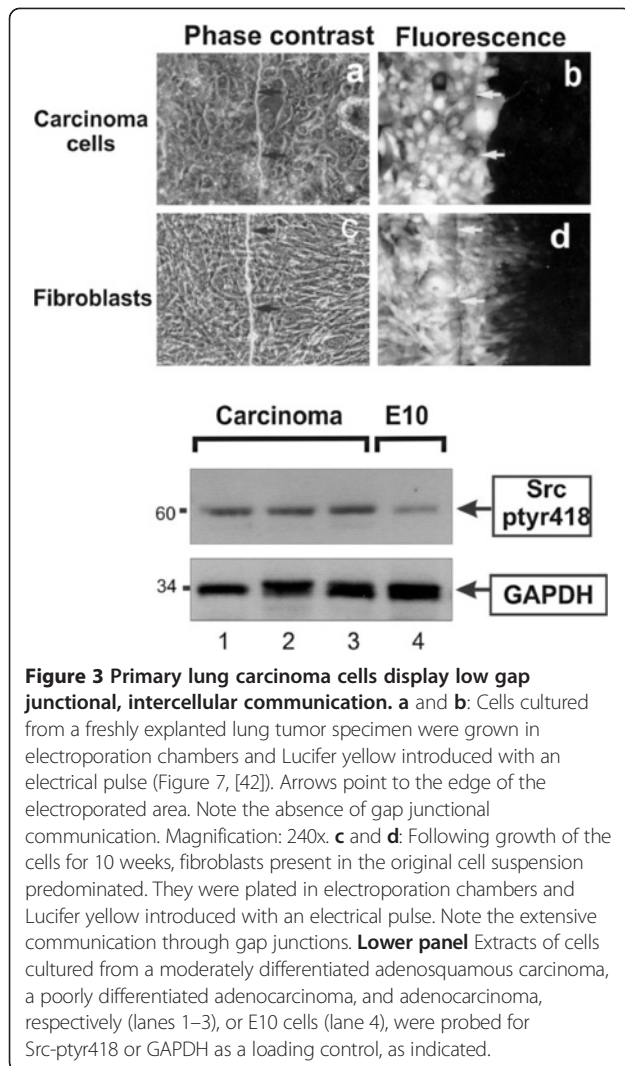 Phase contrast Fluorescence
a
b
Carcinoma
cells
c
d
Fibroblasts
Carcinoma E10
60
Src
ptyr418
34
GAPDH
1 2 3 4
Figure 3 Primary lung carcinoma cells display low gap
junctional, intercellular communication. a and b: Cells cultured
from a freshly explanted lung tumor specimen were grown in
electroporation chambers and Lucifer yellow introduced with an
electrical pulse (Figure 7, [42]). Arrows point to the edge of the
electroporated area. Note the absence of gap junctional
communication. Magnification: 240x. c and d: Following growth of the
cells for 10 weeks, fibroblasts present in the original cell suspension
predominated. They were plated in electroporation chambers and
Lucifer yellow introduced with an electrical pulse. Note the extensive
communication through gap junctions. Lower panel Extracts of cells
cultured from a moderately differentiated adenosquamous carcinoma,
a poorly differentiated adenocarcinoma, and adenocarcinoma,
respectively (lanes 1–3), or E10 cells (lane 4), were probed for
Src-ptyr418 or GAPDH as a loading control, as indicated.